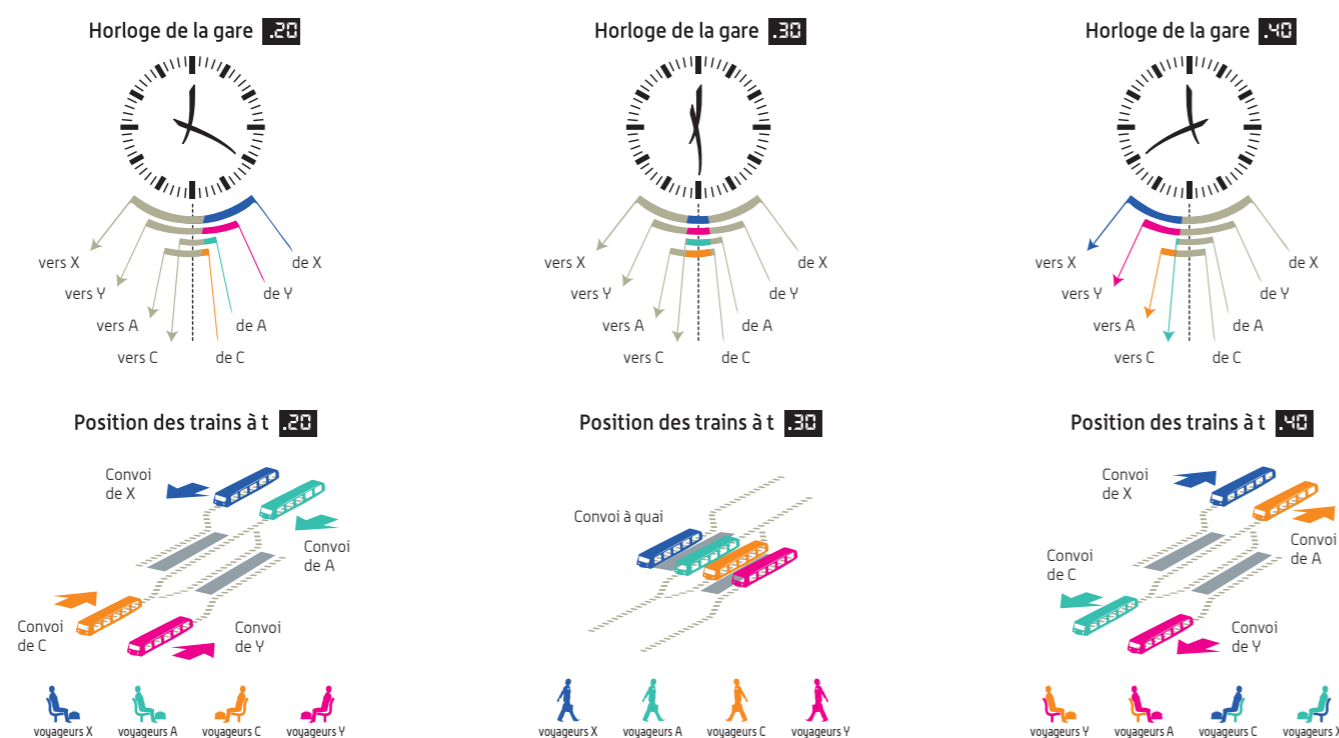 Horloge de la gare .20
vers X
de X
vers Y
de Y
vers A
de A
vers C
de C
Horloge de la gare .30
vers X
de X
vers Y
de Y
vers A
de A
vers C
de C
Horloge de la gare .40
vers X
de X
vers Y
de Y
vers A
de A
vers C
de C
Position des trains à t .20
Convoi
de X
Convoi
de A
Convoi
de C
Convoi
de Y
voyageurs X
voyageurs A
voyageurs C
voyageurs Y
Position des trains à t .30
Convoi à quai
voyageurs X
voyageurs A
voyageurs C
voyageurs Y
Position des trains à t .40
Convoi
de X
Convoi
de A
Convoi
de C
Convoi
de Y
voyageurs Y
voyageurs A
voyageurs C
voyageurs